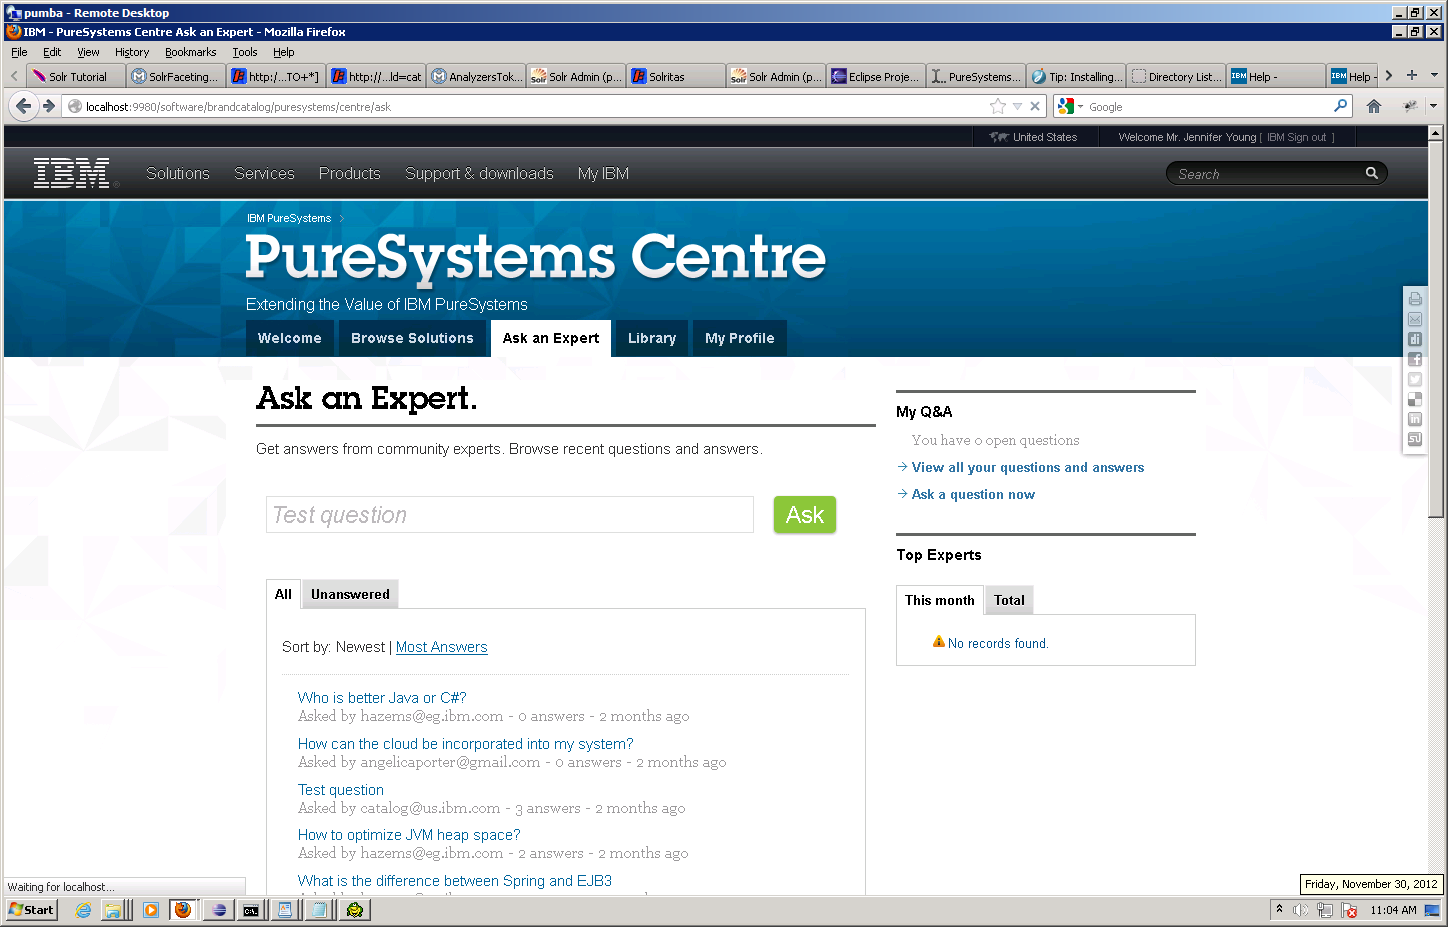 pumba - Remote Desktop
IBM - PureSystems Centre Ask an Expert - Mozilla Firefox
File Edit View History Bookmarks Tools Help
Solr Tutorial
SolrFaceting...
http:/...TO+*]
http://...ld=cat
AnalyzersTok...
Solr Admin (p...
Solritas
Solr Admin (p...
Eclipse Proje...
PureSystems...
Tip: Installing...
Directory List...
IBM Help -
IBM Help -
localhost:9980/software/brandcatalog/puresystems/centre/ask
Google
United States
Welcome Mr. Jennifer Young [ IBM Sign out ]
IBM
Solutions Services Products Support & downloads My IBM
Search
IBM PureSystems
PureSystems Centre
Extending the Value of IBM PureSystems
Welcome Browse Solutions Ask an Expert Library My Profile
Ask an Expert.
Get answers from community experts. Browse recent questions and answers.
Test question
Ask
All Unanswered
Sort by: Newest | Most Answers
Who is better Java or C#?
Asked by hazems@eg.ibm.com - 0 answers - 2 months ago
How can the cloud be incorporated into my system?
Asked by angelicaporter@gmail.com - 0 answers - 2 months ago
Test question
Asked by catalog@us.ibm.com - 3 answers - 2 months ago
How to optimize JVM heap space?
Asked by hazems@eg.ibm.com - 2 answers - 2 months ago
What is the difference between Spring and EJB3
My Q&A
You have 0 open questions
View all your questions and answers
Ask a question now
Top Experts
This month Total
No records found.
Waiting for localhost...
Friday, November 30, 2012
Start
11:04 AM